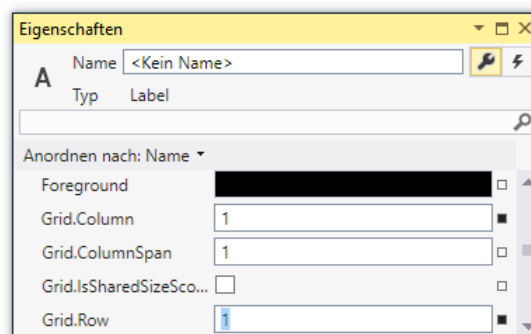 Eigenschaften
Name <Kein Name>
A
Typ Label
Anordnen nach: Name
Foreground
Grid.Column 1
Grid.ColumnSpan 1
Grid.IsSharedSizeSco...
Grid.Row 1